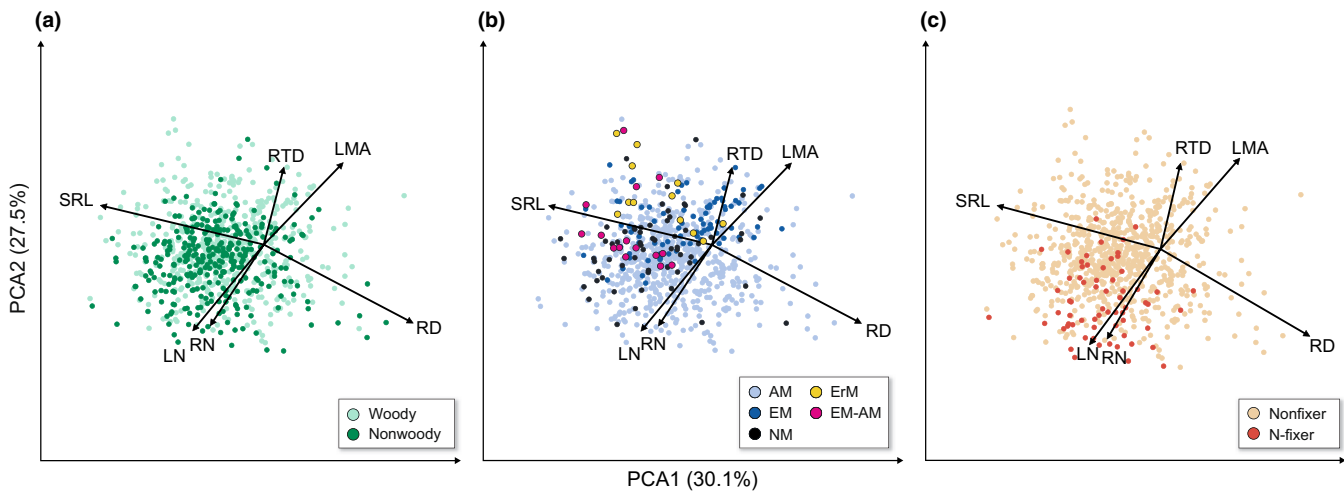 (a)
PCA2 (27.5%)
SRL
RTD
LMA
RD
LN
RN
Woody
Nonwoody
(b)
SRL
RTD
LMA
RD
LN
RN
AM
ErM
EM
EM-AM
NM
PCA1 (30.1%)
(c)
SRL
RTD
LMA
RD
LN
RN
Nonfixer
N-fixer